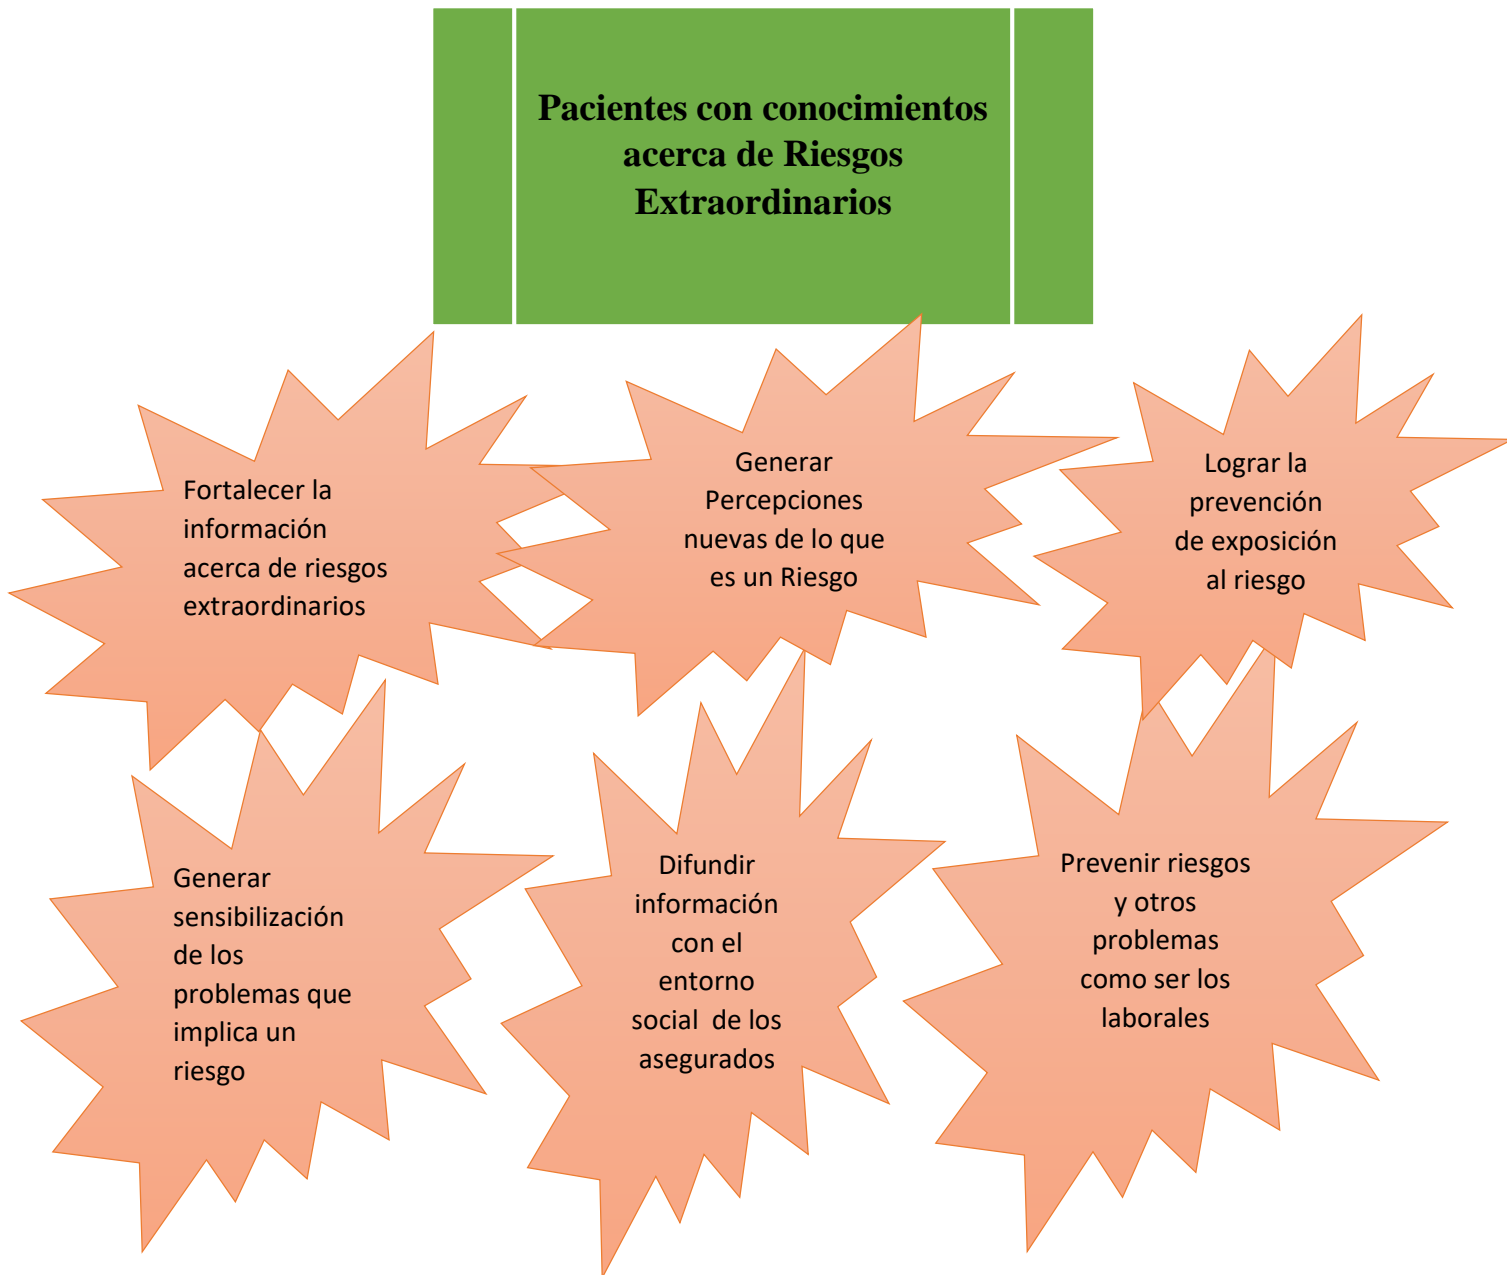 Pacientes con conocimientos
acerca de Riesgos
Extraordinarios
Fortalecer la
información
acerca de riesgos
extraordinarios
Generar
Percepciones
nuevas de lo que
es un Riesgo
Lograr la
prevención
de exposición
al riesgo
Generar
sensibilización
de los
problemas que
implica un
riesgo
Difundir
información
con el
entorno
social de los
asegurados
Prevenir riesgos
y otros
problemas
como ser los
laborales